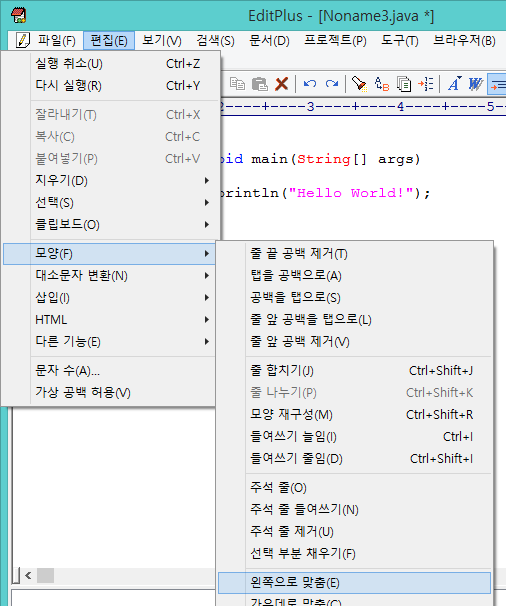 EditPlus - [Noname3.java *]
파일(F) 편집(E) 보기(V) 검색(S) 문서(D) 프로젝트(P) 도구(T) 브라우저(B)
실행 취소(U) Ctrl+Z
다시 실행(R) Ctrl+Y
잘라내기(T) Ctrl+X
복사(C) Ctrl+C
붙여넣기(P) Ctrl+V
지우기(D)
선택(S)
클립보드(O)
모양(F)
대소문자 변환(N)
삽입(I)
HTML
다른 기능(E)
문자 수(A)...
가상 공백 허용(V)
2----+----3----+----4----+----5-
oid main(String[] args)
println("Hello World!");
줄 끝 공백 제거(T)
탭을 공백으로(A)
공백을 탭으로(S)
줄 앞 공백을 탭으로(L)
줄 앞 공백 제거(V)
줄 합치기(J) Ctrl+Shift+J
줄 나누기(P) Ctrl+Shift+K
모양 재구성(M) Ctrl+Shift+R
들여쓰기 늘임(I) Ctrl+I
들여쓰기 줄임(D) Ctrl+Shift+I
주석 줄(O)
주석 줄 들여쓰기(N)
주석 줄 제거(U)
선택 부분 채우기(F)
왼쪽으로 맞춤(E)
가운데로 맞춤(C)